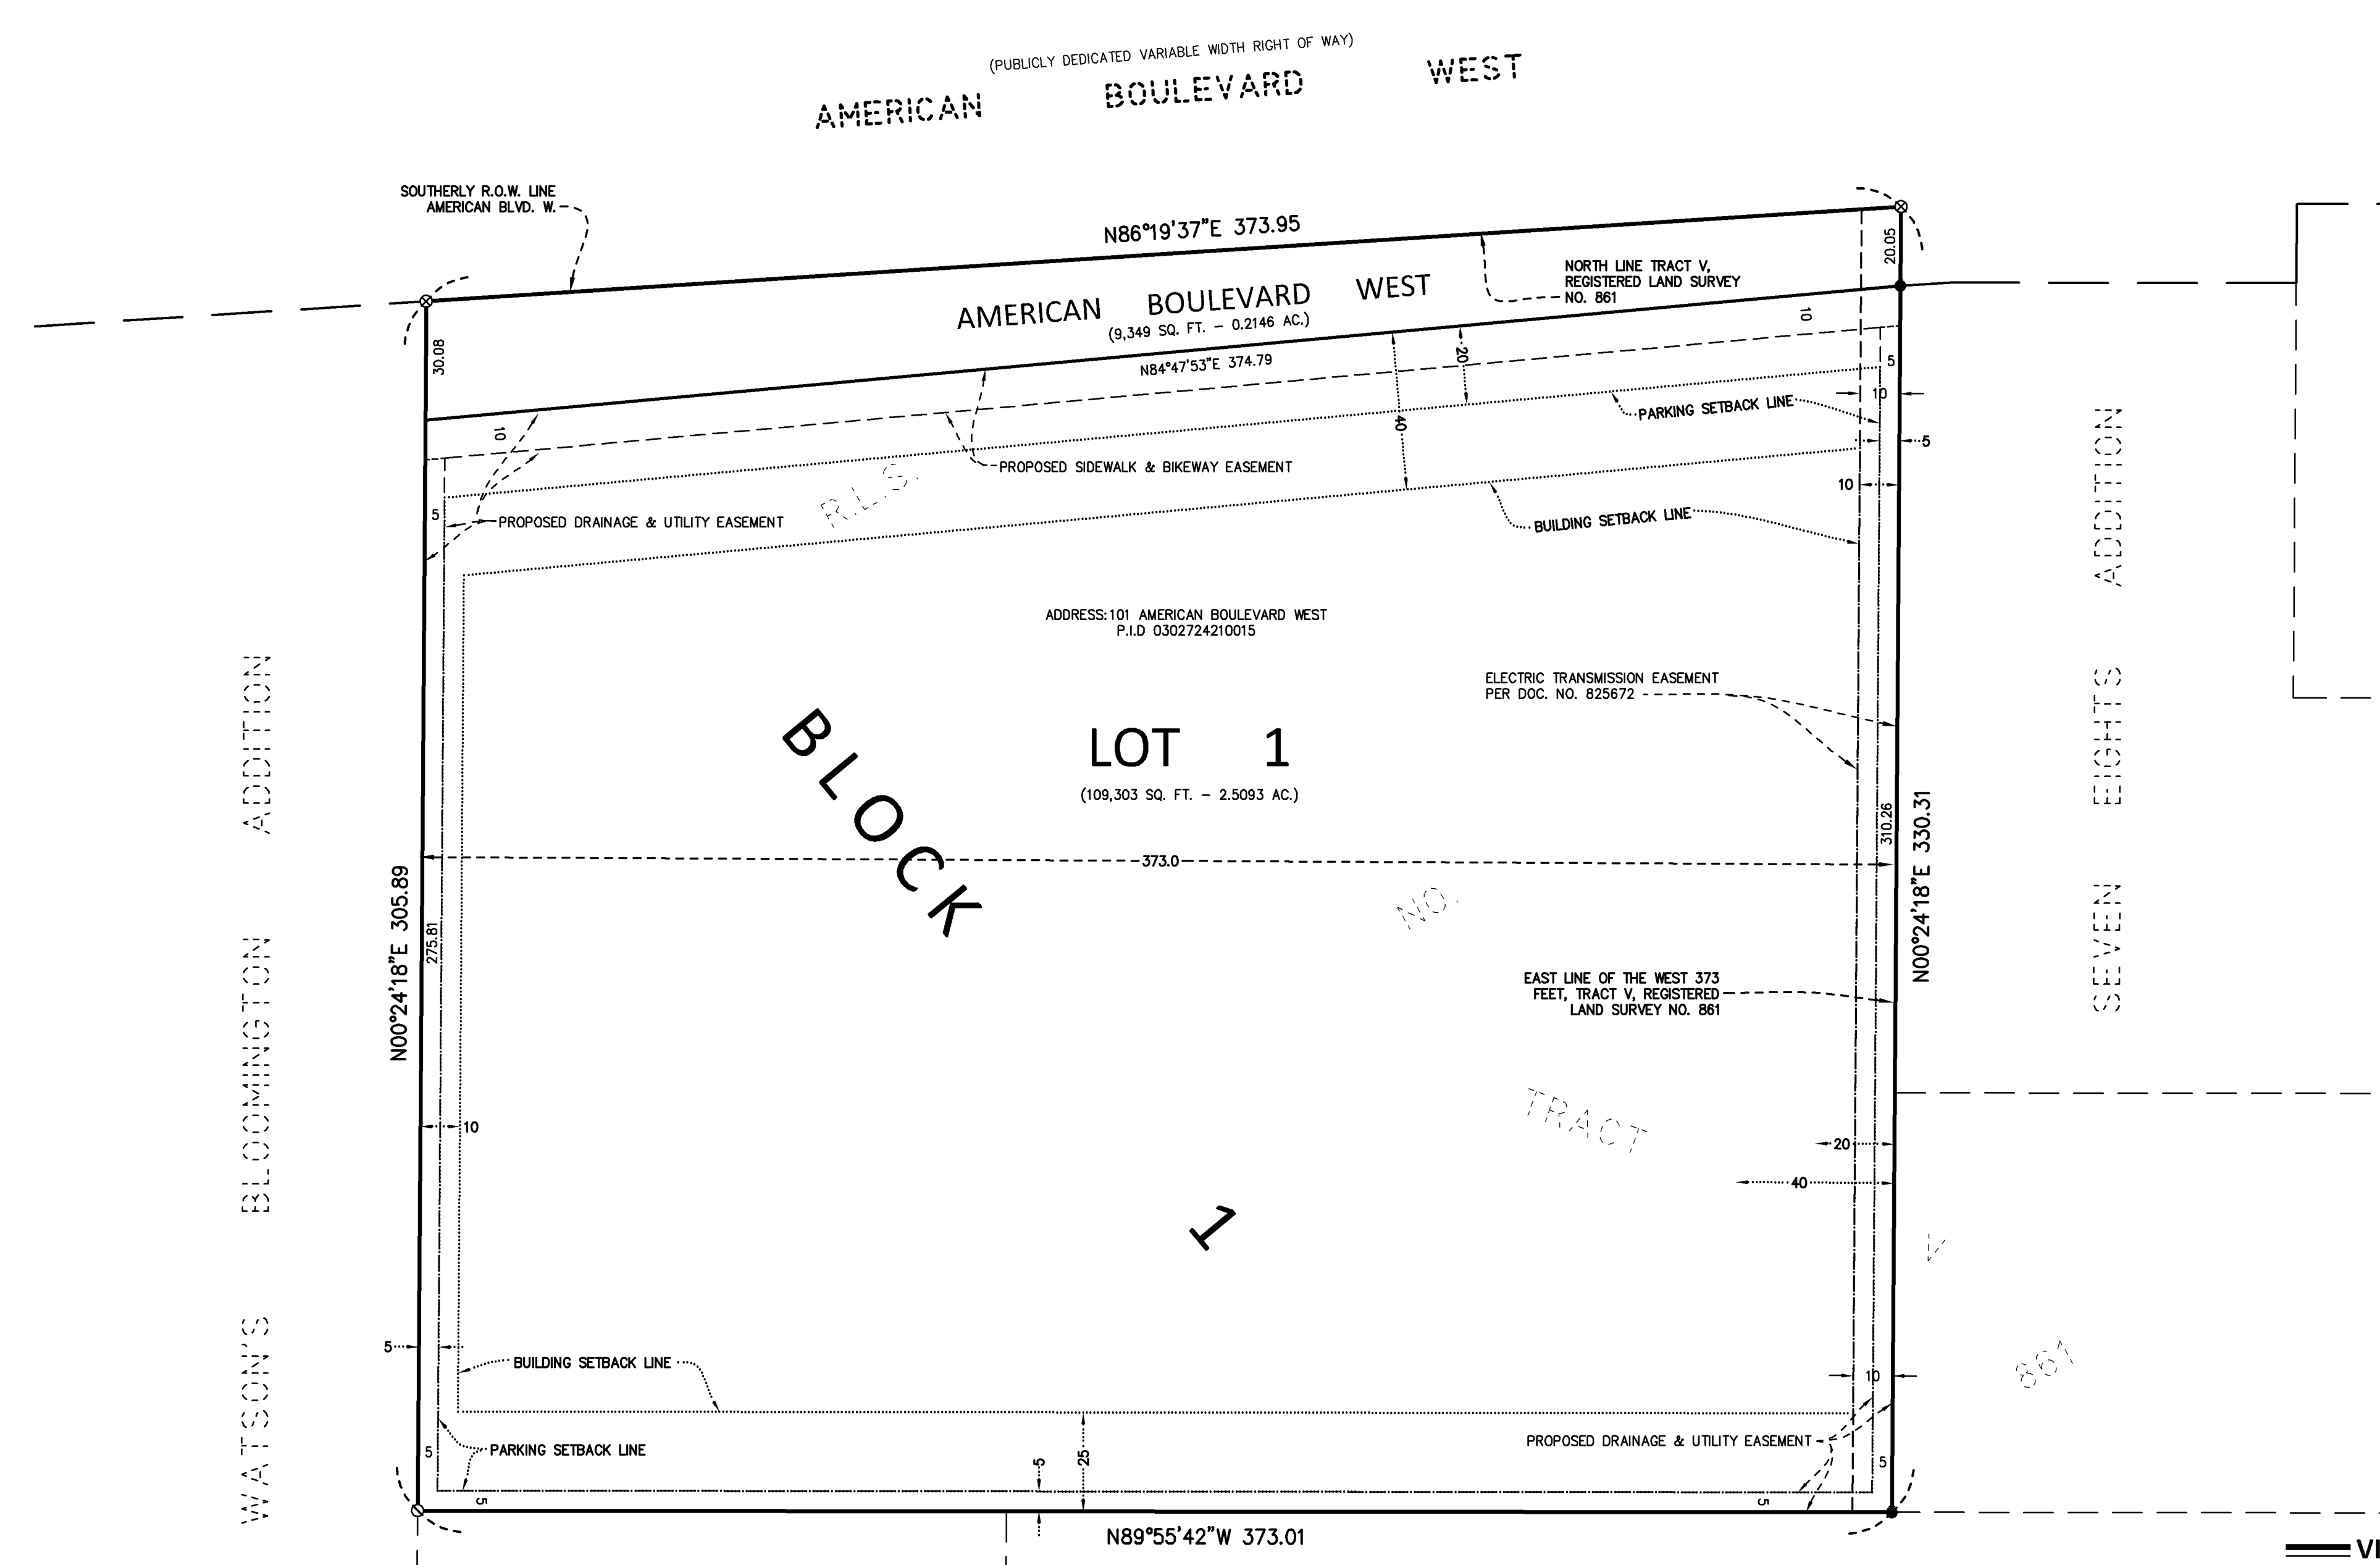 (PUBLICLY DEDICATED VARIABLE WIDTH RIGHT OF WAY)
AMERICAN BOULEVARD WEST
SOUTHERLY R.O.W. LINE
AMERICAN BLVD. W.
N86°19'37"E 373.95
20.05
NORTH LINE TRACT V,
REGISTERED LAND SURVEY
NO. 861
AMERICAN BOULEVARD WEST
(9,349 SQ. FT. - 0.2146 AC.)
30.08
N84°47'53"E 374.79
10
20
5
10
PARKING SETBACK LINE
40
10
5
PROPOSED SIDEWALK & BIKEWAY EASEMENT
R.L.S.
10
5
PROPOSED DRAINAGE & UTILITY EASEMENT
BUILDING SETBACK LINE
ADDRESS: 101 AMERICAN BOULEVARD WEST
P.I.D 0302724210015
ELECTRIC TRANSMISSION EASEMENT
PER DOC. NO. 825672
BLOCK
LOT 1
(109,303 SQ. FT. - 2.5093 AC.)
310.26
N00°24'18"E 330.31
373.0
N00°24'18"E 305.89
275.81
NO.
EAST LINE OF THE WEST 373
FEET, TRACT V, REGISTERED
LAND SURVEY NO. 861
WATSON'S BLOOMINGTON ADDITION
SEVEN EIGHTS ADDITION
TRACT
10
20
40
1
V
861
5
BUILDING SETBACK LINE
10
5
PARKING SETBACK LINE
5
25
PROPOSED DRAINAGE & UTILITY EASEMENT
5
5
5
N89°55'42"W 373.01